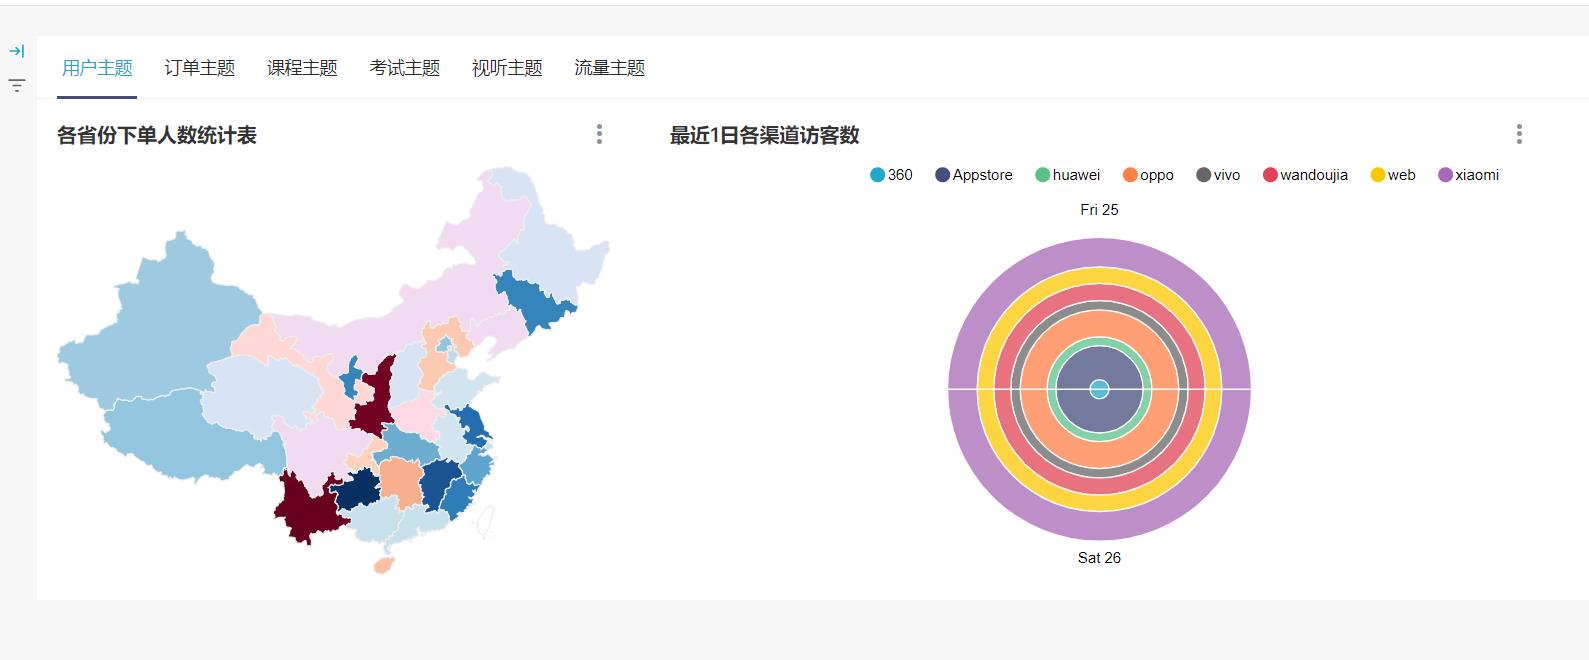 用户主题 订单主题 课程主题 考试主题 视听主题 流量主题
各省份下单人数统计表
最近1日各渠道访客数
360 Appstore huawei oppo vivo wandoujia web xiaomi
Fri 25
Sat 26